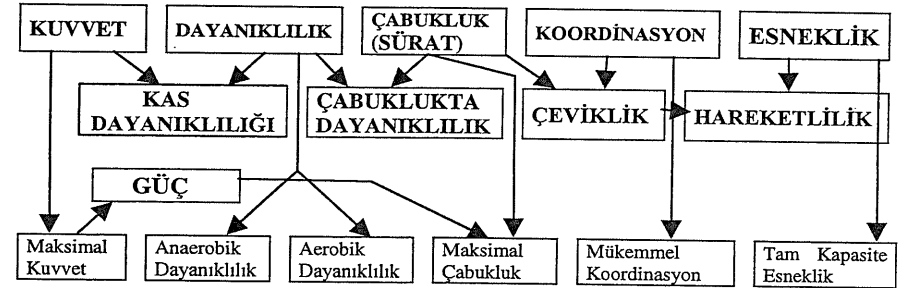 KUVVET
DAYANIKLILIK
ÇABUKLUK
(SÜRAT)
KOORDİNASYON
ESNEKLİK
KAS
DAYANIKLILIĞI
ÇABUKLUKTA
DAYANIKLILIK
ÇEVİKLİK
HAREKETLİLİK
GÜÇ
Maksimal
Kuvvet
Anaerobik
Dayanıklılık
Aerobik
Dayanıklılık
Maksimal
Çabukluk
Mükemmel
Koordinasyon
Tam Kapasite
Esneklik